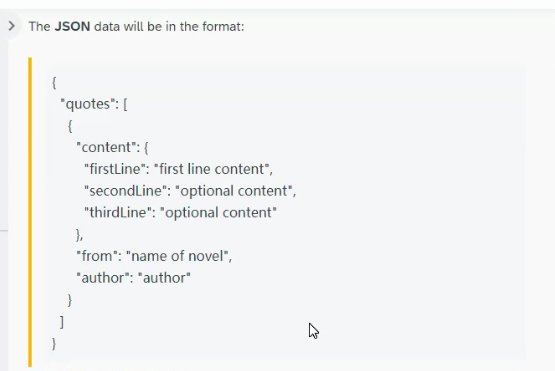 The JSON data will be in the format:
{
"quotes": [
{
"content": {
"firstLine": "first line content",
"secondLine": "optional content",
"thirdLine": "optional content"
},
"from": "name of novel",
"author": "author"
}
]
}